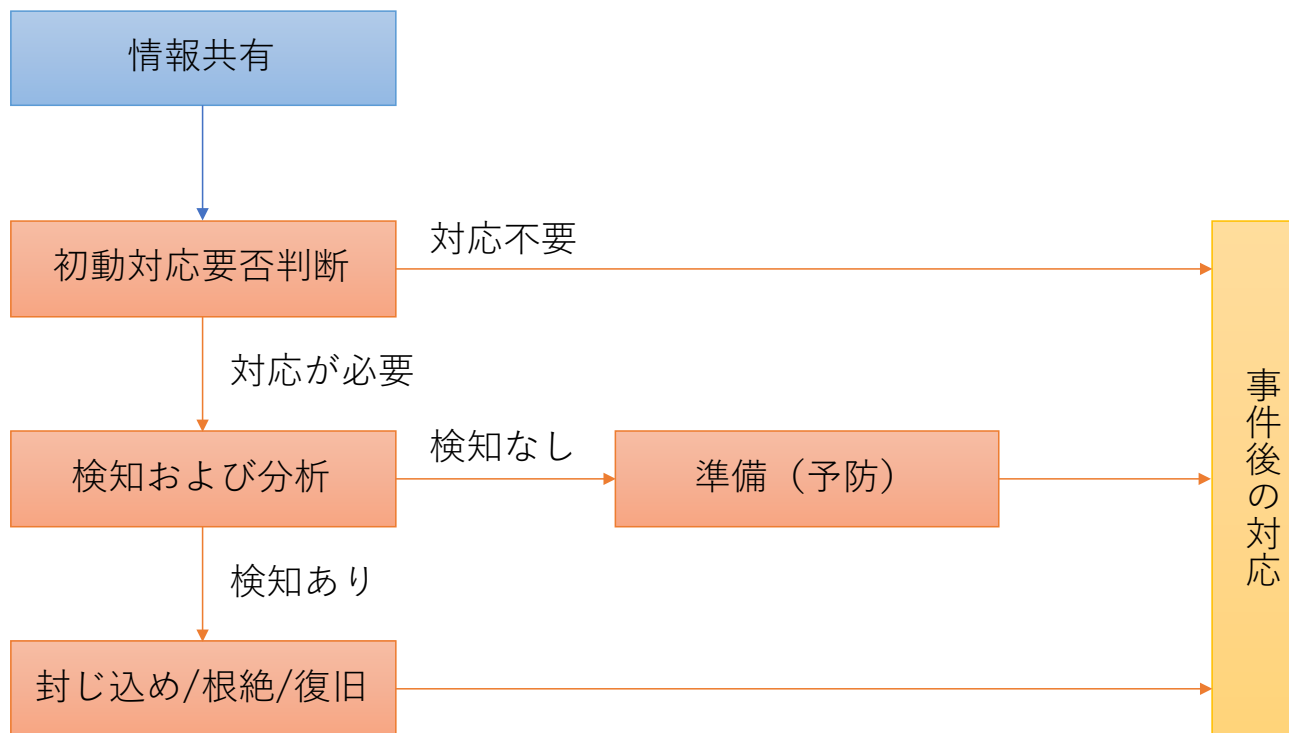 情報共有
初動対応要否判断
対応不要
対応が必要
検知および分析
検知なし
準備（予防）
検知あり
封じ込め/根絶/復旧
事件後の対応